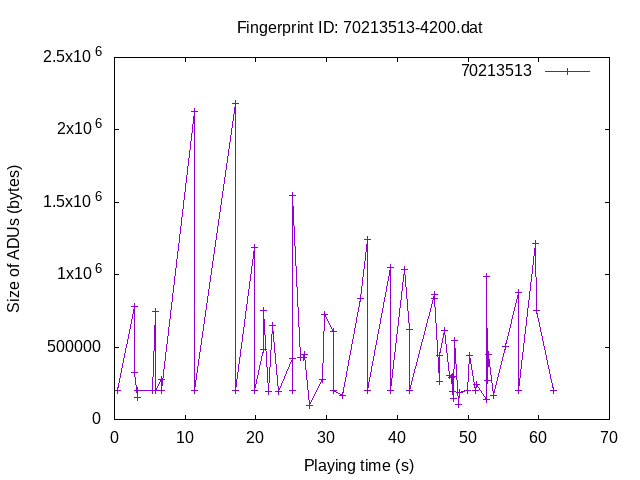 Fingerprint ID: 70213513-4200.dat
70213513
Size of ADUs (bytes)
2.5x10^6
2x10^6
1.5x10^6
1x10^6
500000
0
0 10 20 30 40 50 60 70
Playing time (s)